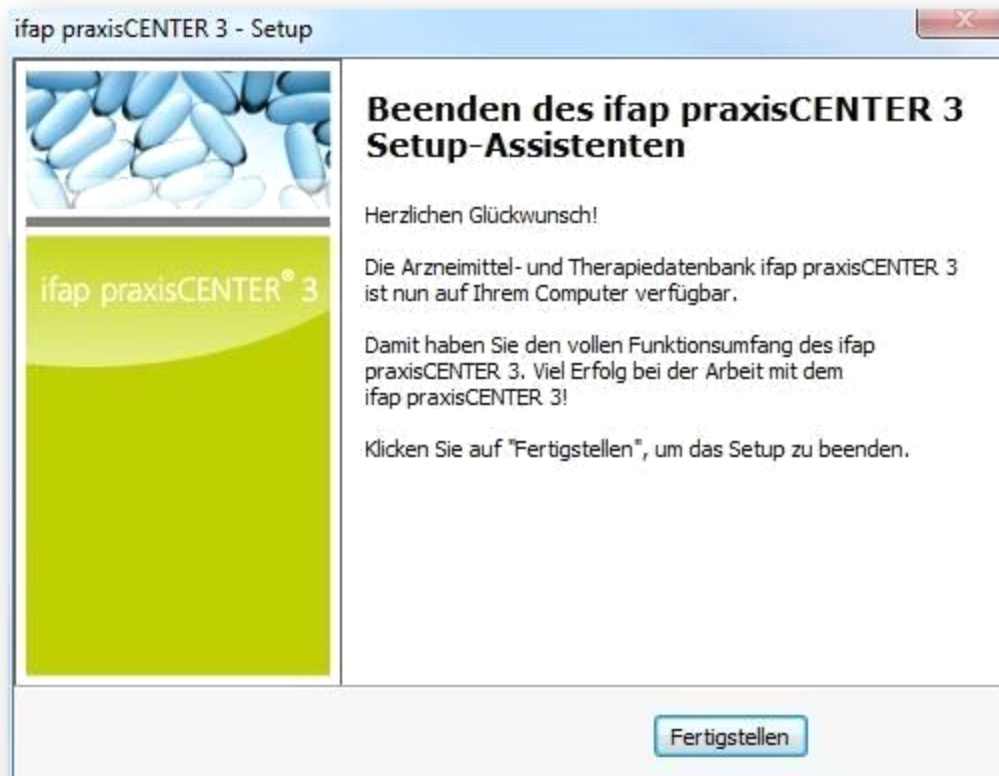 ifap praxisCENTER 3 - Setup
ifap praxisCENTER® 3
Beenden des ifap praxisCENTER 3
Setup-Assistenten
Herzlichen Glückwunsch!
Die Arzneimittel- und Therapiedatenbank ifap praxisCENTER 3
ist nun auf Ihrem Computer verfügbar.
Damit haben Sie den vollen Funktionsumfang des ifap
praxisCENTER 3. Viel Erfolg bei der Arbeit mit dem
ifap praxisCENTER 3!
Klicken Sie auf "Fertigstellen", um das Setup zu beenden.
Fertigstellen